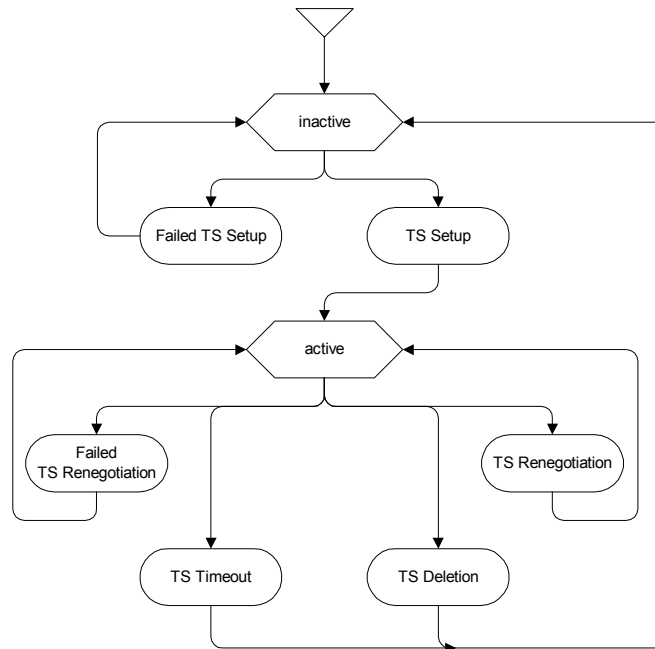 inactive
Failed TS Setup
TS Setup
active
Failed
TS Renegotiation
TS Renegotiation
TS Timeout
TS Deletion